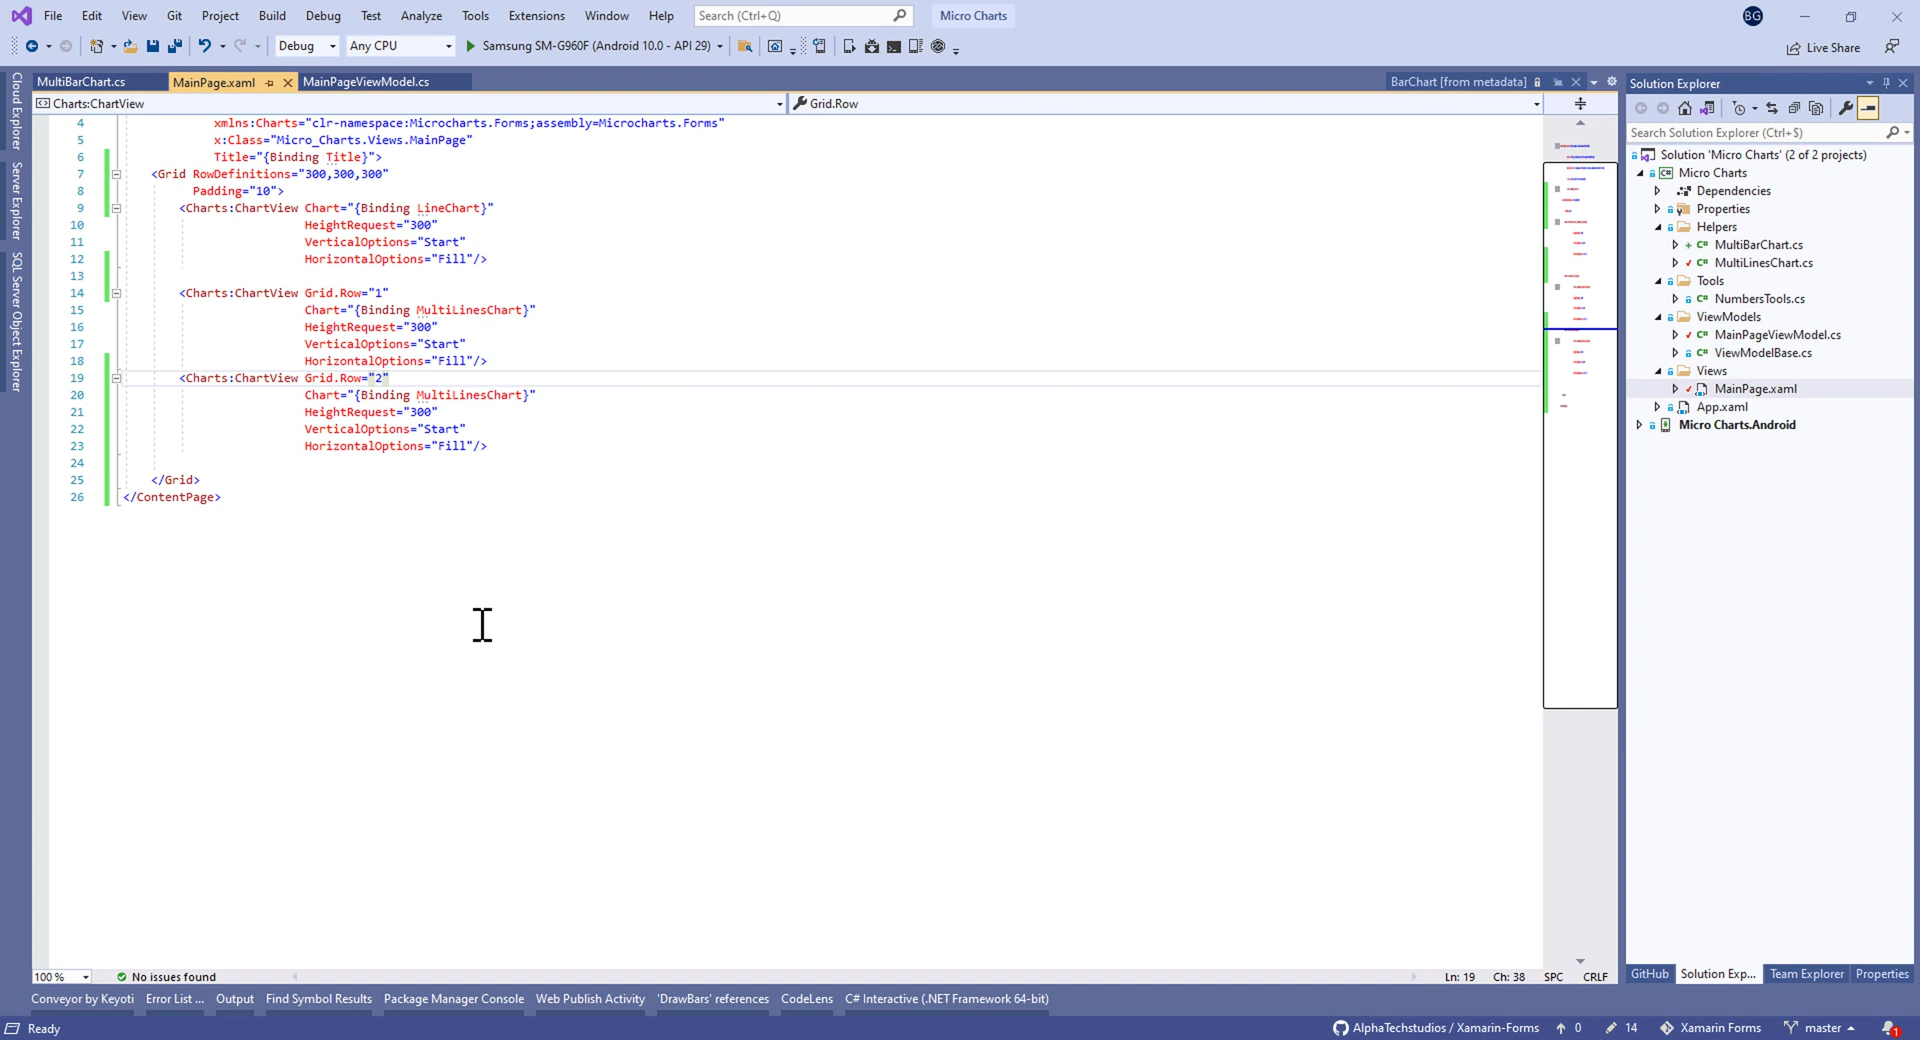 File Edit View Git Project Build Debug Test Analyze Tools Extensions Window Help Search (Ctrl+Q) Micro Charts BG
Debug Any CPU Samsung SM-G960F (Android 10.0 - API 29) Live Share
MultiBarChart.cs MainPage.xaml MainPageViewModel.cs BarChart [from metadata]
Charts:ChartView Grid.Row
4 xmlns:Charts="clr-namespace:Microcharts.Forms;assembly=Microcharts.Forms"
5 x:Class="Micro_Charts.Views.MainPage"
6 Title="{Binding Title}">
7 <Grid RowDefinitions="300,300,300"
8 Padding="10">
9 <Charts:ChartView Chart="{Binding LineChart}"
10 HeightRequest="300"
11 VerticalOptions="Start"
12 HorizontalOptions="Fill"/>
13
14 <Charts:ChartView Grid.Row="1"
15 Chart="{Binding MultiLinesChart}"
16 HeightRequest="300"
17 VerticalOptions="Start"
18 HorizontalOptions="Fill"/>
19 <Charts:ChartView Grid.Row="2"
20 Chart="{Binding MultiLinesChart}"
21 HeightRequest="300"
22 VerticalOptions="Start"
23 HorizontalOptions="Fill"/>
24
25 </Grid>
26 </ContentPage>
Cloud Explorer
Server Explorer
SQL Server Object Explorer
Solution Explorer
Search Solution Explorer (Ctrl+$)
Solution 'Micro Charts' (2 of 2 projects)
Micro Charts
Dependencies
Properties
Helpers
MultiBarChart.cs
MultiLinesChart.cs
Tools
NumbersTools.cs
ViewModels
MainPageViewModel.cs
ViewModelBase.cs
Views
MainPage.xaml
App.xaml
Micro Charts.Android
GitHub Solution Exp... Team Explorer Properties
100 % No issues found Ln: 19 Ch: 38 SPC CRLF
Conveyor by Keyoti Error List ... Output Find Symbol Results Package Manager Console Web Publish Activity 'DrawBars' references CodeLens C# Interactive (.NET Framework 64-bit)
Ready AlphaTechstudios / Xamarin-Forms 0 14 Xamarin Forms master 1